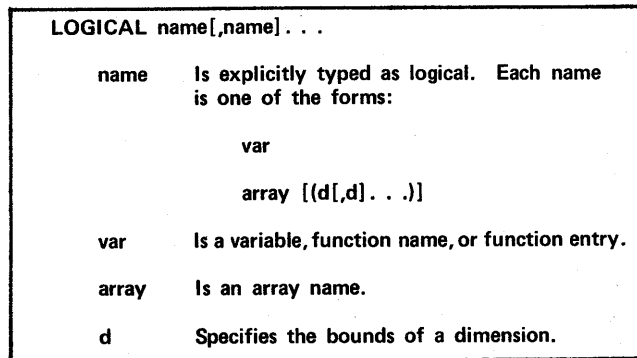 LOGICAL name[,name] . . .
name Is explicitly typed as logical. Each name
is one of the forms:
var
array [(d[,d] . . .)]
var Is a variable, function name, or function entry.
array Is an array name.
d Specifies the bounds of a dimension.